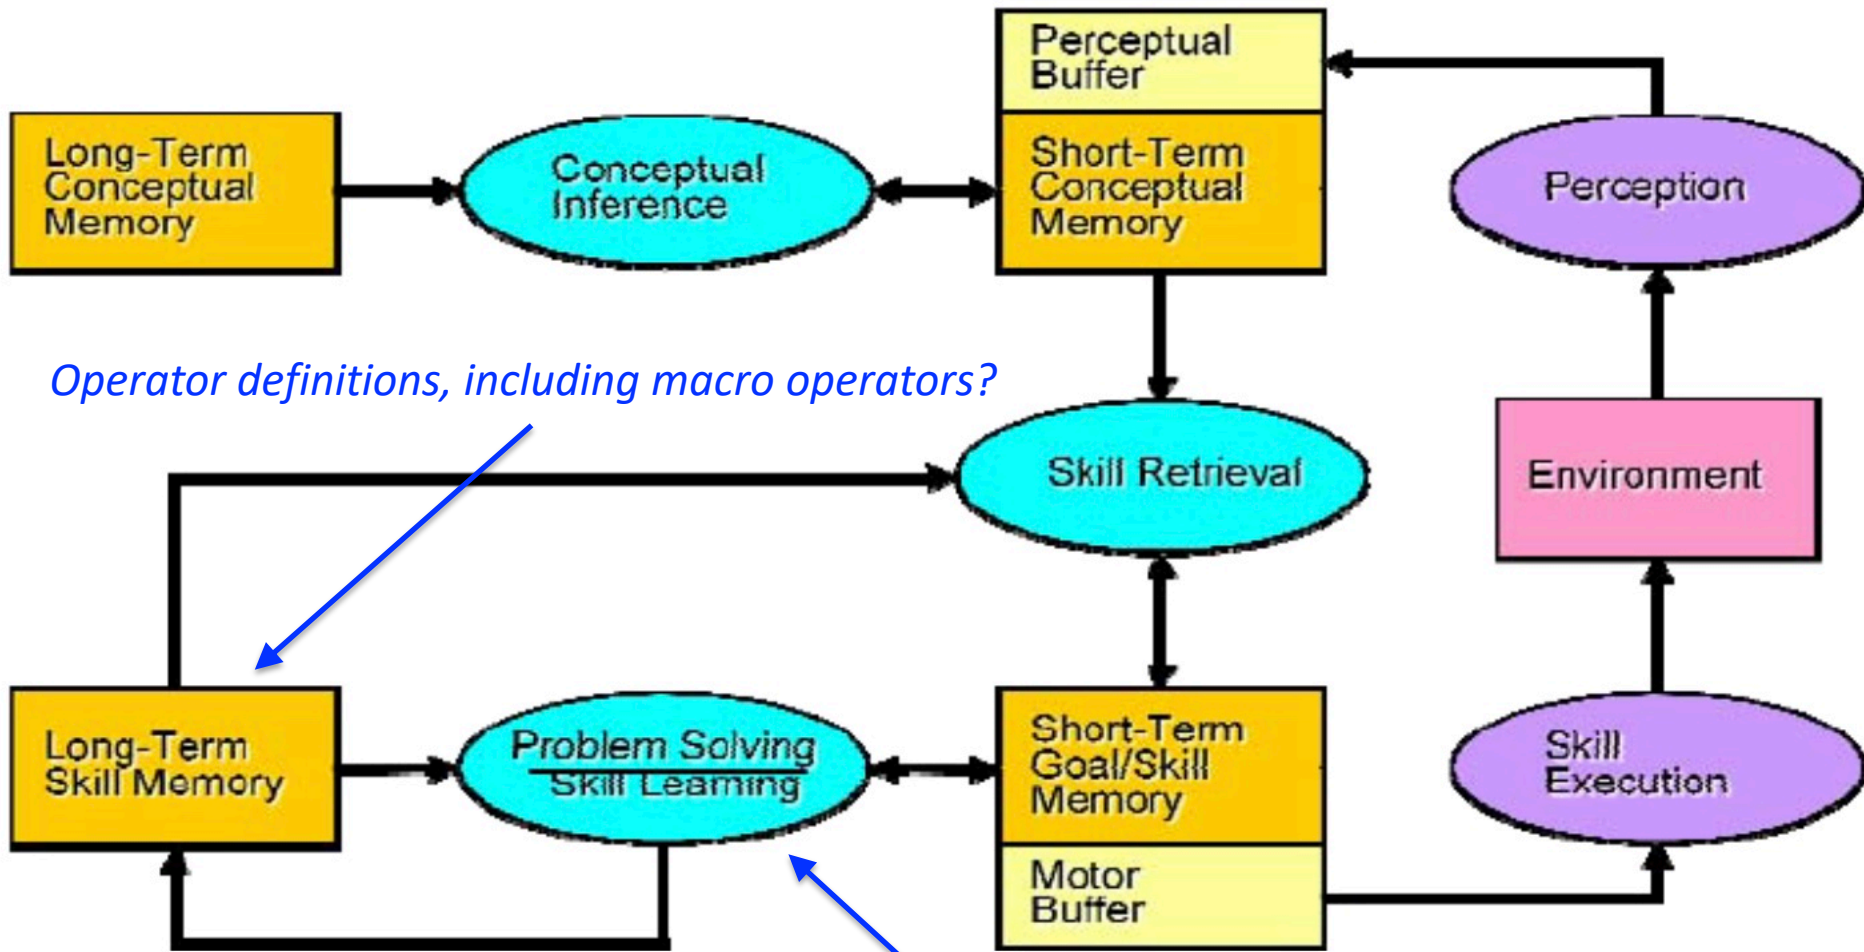 Perceptual
Buffer
Long-Term
Conceptual
Memory
Conceptual
Inference
Short-Term
Conceptual
Memory
Perception
Operator definitions, including macro operators?
Skill Retrieval
Environment
Long-Term
Skill Memory
Problem Solving
Skill Learning
Short-Term
Goal/Skill
Memory
Skill
Execution
Motor
Buffer